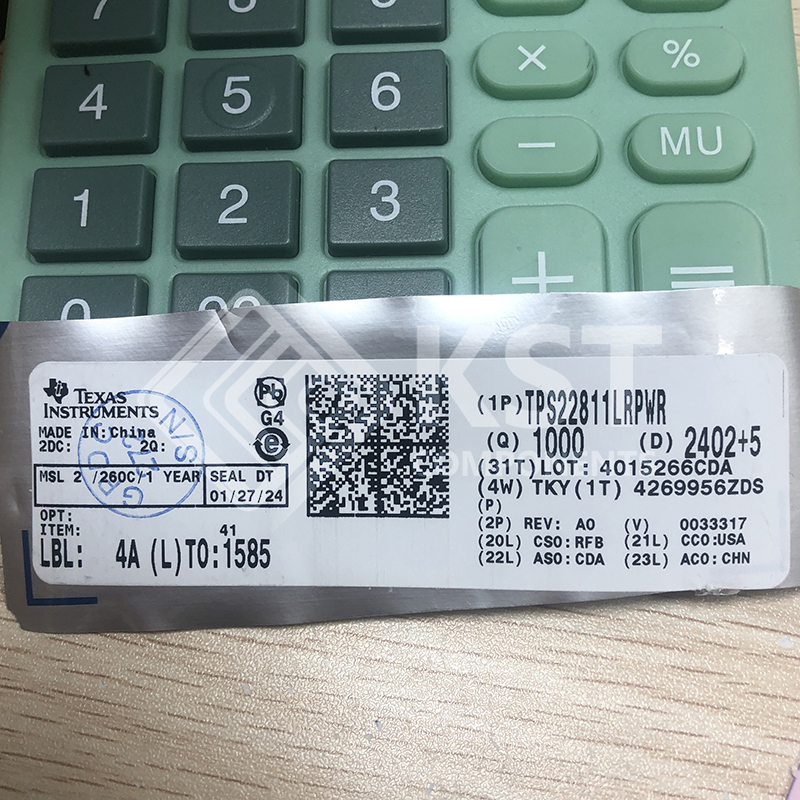 4 5 6 × %
1 2 3 − MU
+ =
0 00
KST
COMPONENTS
TEXAS
INSTRUMENTS
MADE IN:China
2DC: 2Q:
MSL 2 /260C/1 YEAR
SEAL DT
01/27/24
OPT:
ITEM: 41
LBL: 4A (L)TO:1585
Pb
G4
e
(1P)TPS22811LRPWR
(Q) 1000 (D) 2402+5
(31T)LOT: 4015266CDA
(4W) TKY(1T) 4269956ZDS
(P)
(2P) REV: A0 (V) 0033317
(20L) CSO:RFB (21L) CCO:USA
(22L) ASO:CDA (23L) ACO:CHN